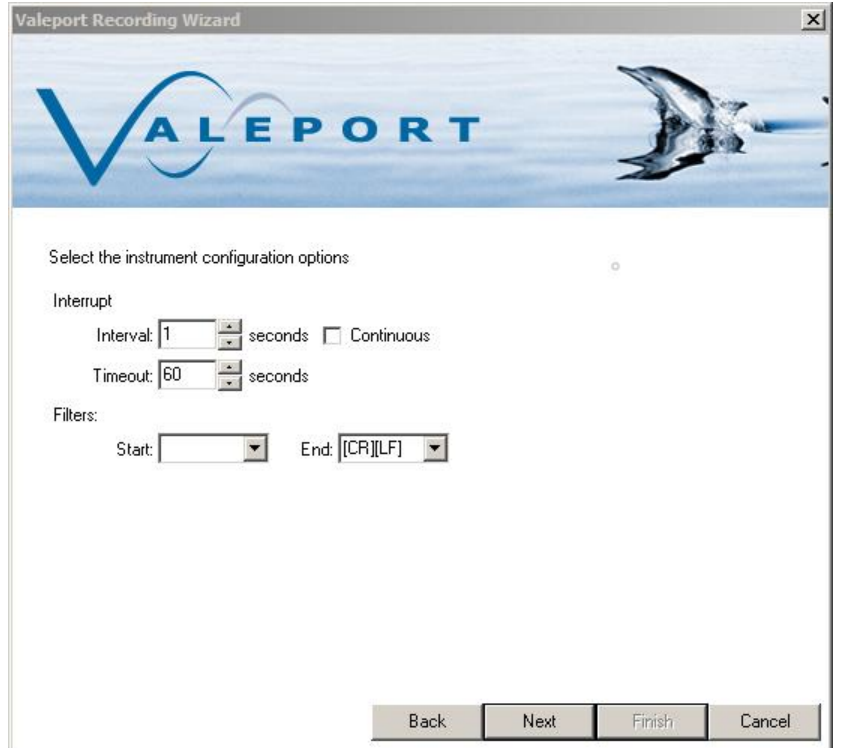 Valeport Recording Wizard
VALEPORT
Select the instrument configuration options
Interrupt
Interval: 1 seconds Continuous
Timeout: 60 seconds
Filters:
Start: End: [CR][LF]
Back Next Finish Cancel